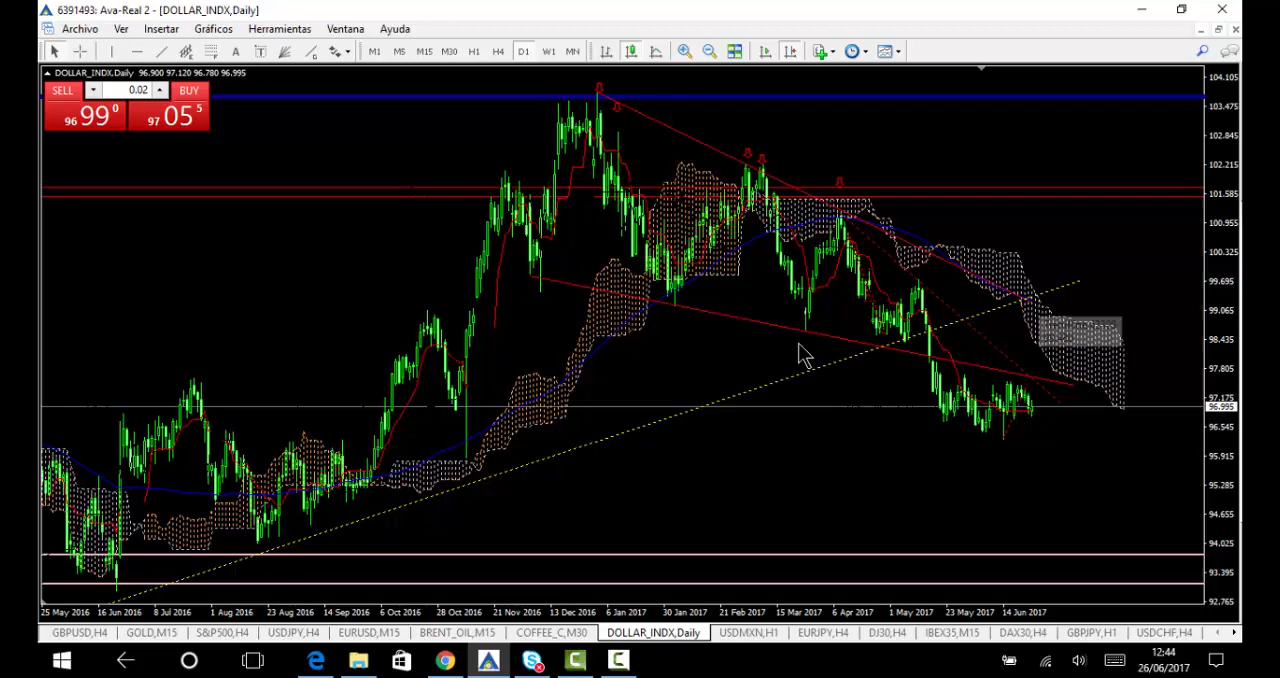 6391493: Ava-Real 2 - [DOLLAR_INDX,Daily]
Archivo Ver Insertar Gráficos Herramientas Ventana Ayuda
A T M1 M5 M15 M30 H1 H4 D1 W1 MN
DOLLAR_INDX,Daily 96.900 97.120 96.780 96.995
SELL 0.02 BUY
96 99 0 97 05 5
104.105
103.475
102.845
102.215
101.585
100.955
100.325
99.695
99.065
98.435
97.805
97.175
96.995
96.545
95.915
95.285
94.655
94.025
93.395
92.765
25 May 2016 16 Jun 2016 8 Jul 2016 1 Aug 2016 23 Aug 2016 14 Sep 2016 6 Oct 2016 28 Oct 2016 21 Nov 2016 13 Dec 2016 6 Jan 2017 30 Jan 2017 21 Feb 2017 15 Mar 2017 6 Apr 2017 1 May 2017 23 May 2017 14 Jun 2017
GBPUSD,H4 GOLD,M15 S&P500,H4 USDJPY,H4 EURUSD,M15 BRENT_OIL,M15 COFFEE_C,M30 DOLLAR_INDX,Daily USDMXN,H1 EURJPY,H4 DJ30,H4 IBEX35,M15 DAX30,H4 GBPJPY,H1 USDCHF,H4
12:44
26/06/2017